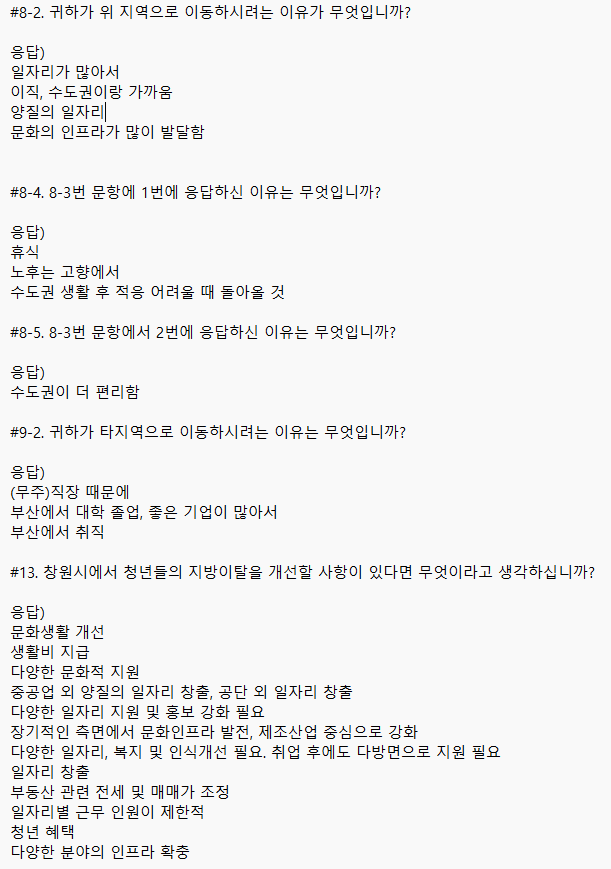 #8-2. 귀하가 위 지역으로 이동하시려는 이유가 무엇입니까?
응답)
일자리가 많아서
이직, 수도권이랑 가까움
양질의 일자리
문화의 인프라가 많이 발달함
#8-4. 8-3번 문항에 1번에 응답하신 이유는 무엇입니까?
응답)
휴식
노후는 고향에서
수도권 생활 후 적응 어려울 때 돌아올 것
#8-5. 8-3번 문항에서 2번에 응답하신 이유는 무엇입니까?
응답)
수도권이 더 편리함
#9-2. 귀하가 타지역으로 이동하시려는 이유는 무엇입니까?
응답)
(무주)직장 때문에
부산에서 대학 졸업, 좋은 기업이 많아서
부산에서 취직
#13. 창원시에서 청년들의 지방이탈을 개선할 사항이 있다면 무엇이라고 생각하십니까?
응답)
문화생활 개선
생활비 지급
다양한 문화적 지원
중공업 외 양질의 일자리 창출, 공단 외 일자리 창출
다양한 일자리 지원 및 홍보 강화 필요
장기적인 측면에서 문화인프라 발전, 제조산업 중심으로 강화
다양한 일자리, 복지 및 인식개선 필요. 취업 후에도 다방면으로 지원 필요
일자리 창출
부동산 관련 전세 및 매매가 조정
일자리별 근무 인원이 제한적
청년 혜택
다양한 분야의 인프라 확충